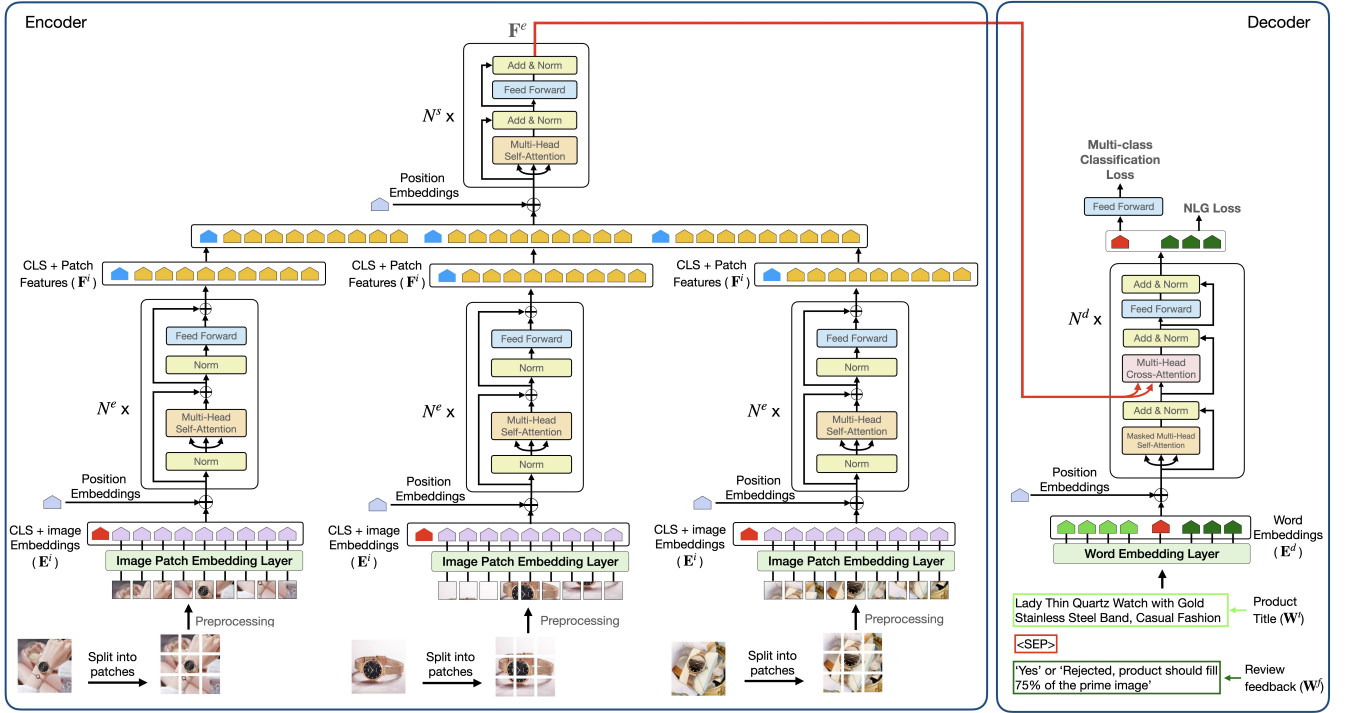 Encoder
F^e
Add & Norm
Feed Forward
N^s x
Add & Norm
Multi-Head
Self-Attention
Position
Embeddings
CLS + Patch
Features ( F^i )
CLS + Patch
Features ( F^i )
CLS + Patch
Features ( F^i )
Feed Forward
Norm
N^e x
Multi-Head
Self-Attention
Norm
Position
Embeddings
CLS + image
Embeddings
( E^i )
Image Patch Embedding Layer
Preprocessing
Split into
patches
Feed Forward
Norm
N^e x
Multi-Head
Self-Attention
Norm
Position
Embeddings
CLS + image
Embeddings
( E^i )
Image Patch Embedding Layer
Preprocessing
Split into
patches
Feed Forward
Norm
N^e x
Multi-Head
Self-Attention
Norm
Position
Embeddings
CLS + image
Embeddings
( E^i )
Image Patch Embedding Layer
Preprocessing
Split into
patches
Decoder
Multi-class
Classification
Loss
Feed Forward
NLG Loss
Add & Norm
Feed Forward
N^d x
Add & Norm
Multi-Head
Cross-Attention
Add & Norm
Masked Multi-Head
Self-Attention
Position
Embeddings
Word
Embeddings
( E^d )
Word Embedding Layer
Lady Thin Quartz Watch with Gold
Stainless Steel Band, Casual Fashion
Product
Title (W^t)
<SEP>
‘Yes’ or ‘Rejected, product should fill
75% of the prime image’
Review
feedback (W^f)